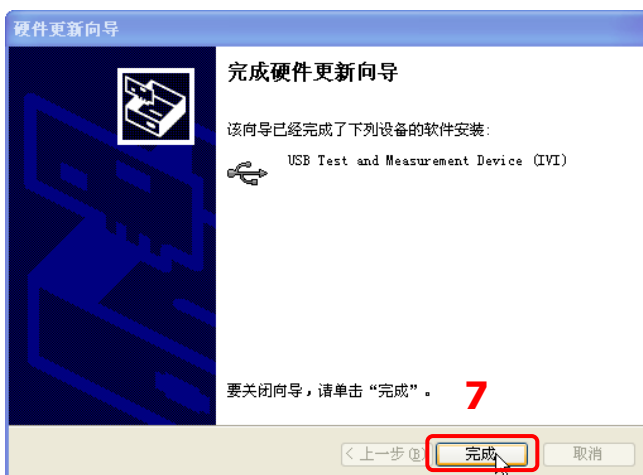 硬件更新向导
完成硬件更新向导
该向导已经完成了下列设备的软件安装:
USB Test and Measurement Device (IVI)
要关闭向导，请单击“完成”。
7
< 上一步(B) 完成 取消